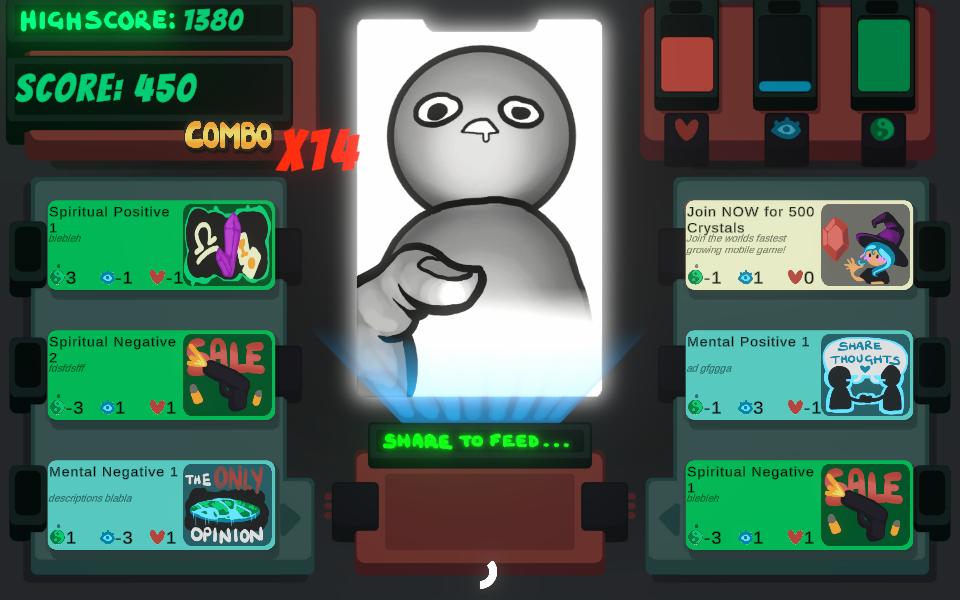 HIGHSCORE: 1380
SCORE: 450
COMBO X14
Spiritual Positive
1
blebleh
3 -1 -1
Spiritual Negative
2
fdsfdsff
-3 1 1
SALE
Mental Negative 1
descriptions blabla
1 -3 1
THE ONLY
OPINION
SHARE TO FEED...
Join NOW for 500
Crystals
Join the worlds fastest
growing mobile game!
-1 1 0
Mental Positive 1
ad gfggga
-1 3 -1
SHARE
THOUGHTS
Spiritual Negative
1
blebleh
-3 1 1
SALE